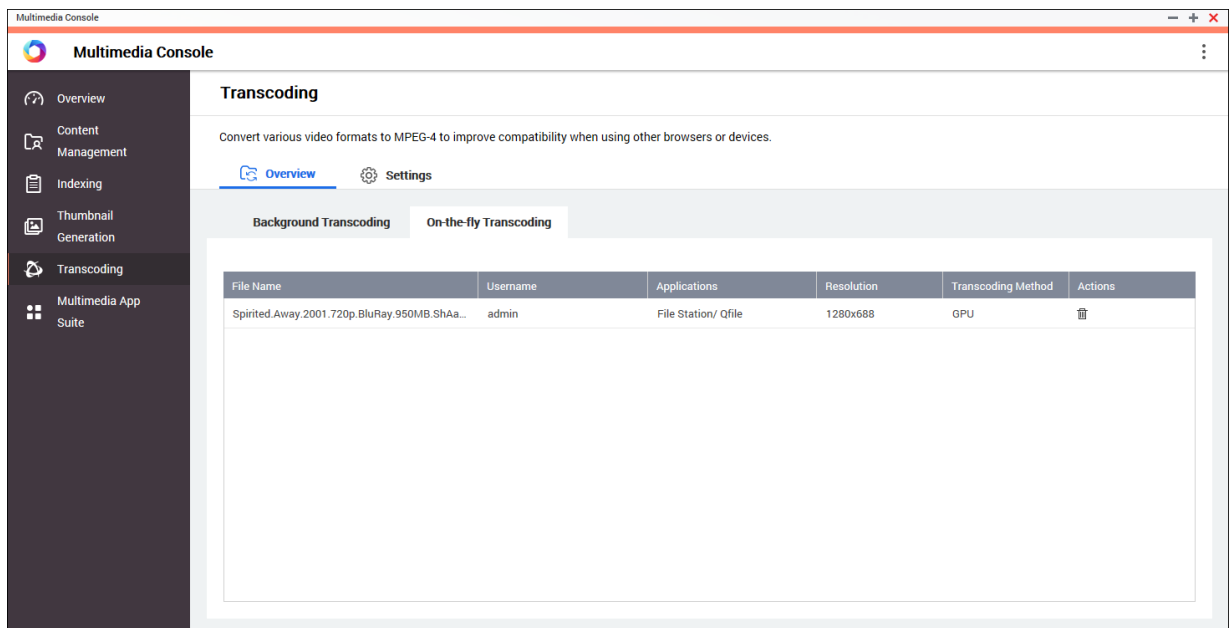 Multimedia Console
Multimedia Console
Overview
Content
Management
Indexing
Thumbnail
Generation
Transcoding
Multimedia App
Suite
Transcoding
Convert various video formats to MPEG-4 to improve compatibility when using other browsers or devices.
Overview Settings
Background Transcoding On-the-fly Transcoding
File Name Username Applications Resolution Transcoding Method Actions
Spirited.Away.2001.720p.BluRay.950MB.ShAa... admin File Station/ Qfile 1280x688 GPU